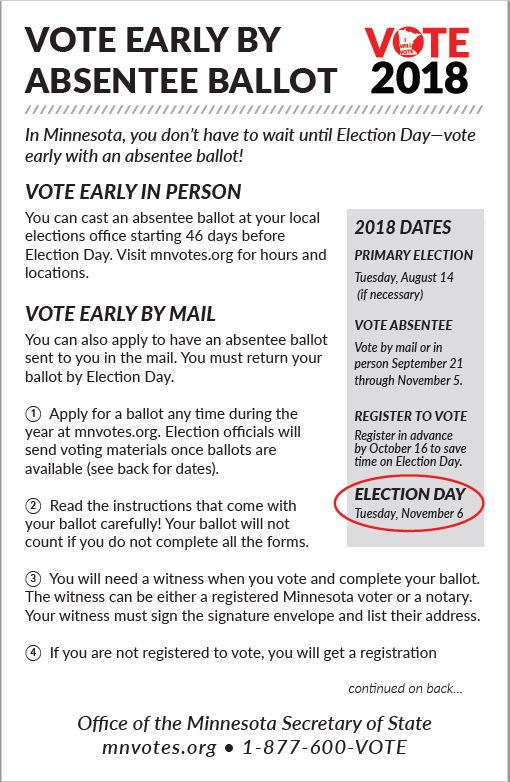 VOTE EARLY BY
ABSENTEE BALLOT
VOTE
I
WILL
VOTE
2018
In Minnesota, you don't have to wait until Election Day—vote
early with an absentee ballot!
VOTE EARLY IN PERSON
You can cast an absentee ballot at your local
elections office starting 46 days before
Election Day. Visit mnvotes.org for hours and
locations.
VOTE EARLY BY MAIL
You can also apply to have an absentee ballot
sent to you in the mail. You must return your
ballot by Election Day.
① Apply for a ballot any time during the
year at mnvotes.org. Election officials will
send voting materials once ballots are
available (see back for dates).
② Read the instructions that come with
your ballot carefully! Your ballot will not
count if you do not complete all the forms.
2018 DATES
PRIMARY ELECTION
Tuesday, August 14
(if necessary)
VOTE ABSENTEE
Vote by mail or in
person September 21
through November 5.
REGISTER TO VOTE
Register in advance
by October 16 to save
time on Election Day.
ELECTION DAY
Tuesday, November 6
③ You will need a witness when you vote and complete your ballot.
The witness can be either a registered Minnesota voter or a notary.
Your witness must sign the signature envelope and list their address.
④ If you are not registered to vote, you will get a registration
continued on back...
Office of the Minnesota Secretary of State
mnvotes.org • 1-877-600-VOTE